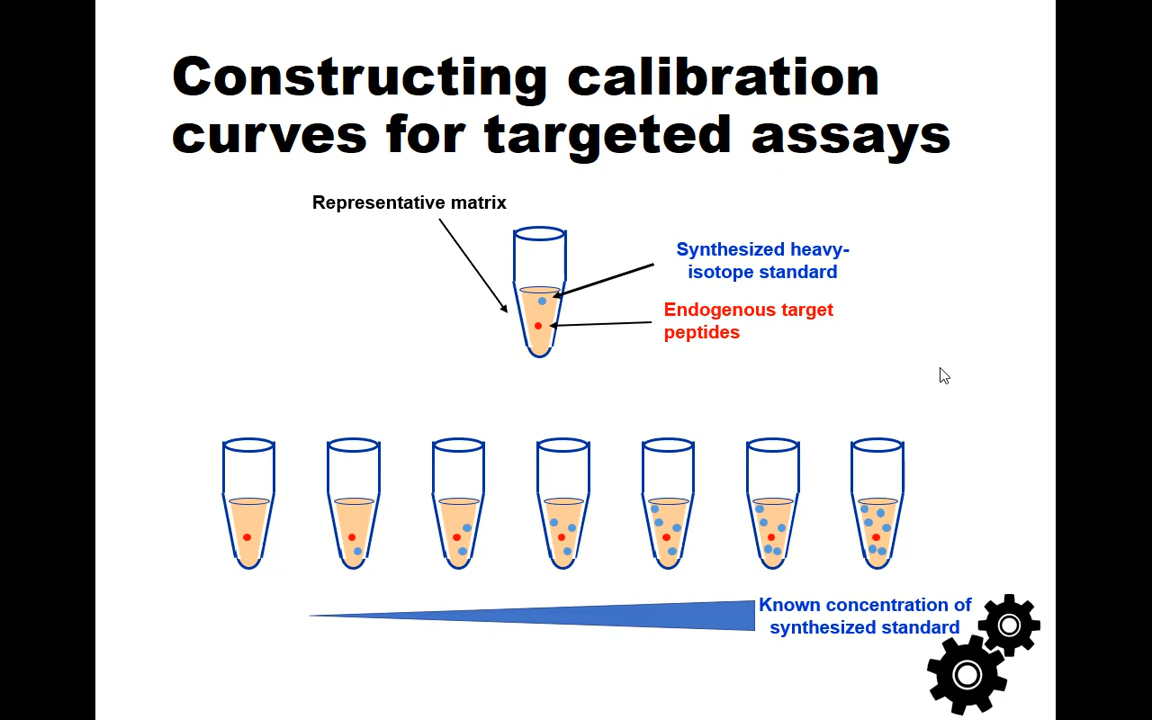 Constructing calibration
curves for targeted assays
Representative matrix
Synthesized heavy-
isotope standard
Endogenous target
peptides
Known concentration of
synthesized standard